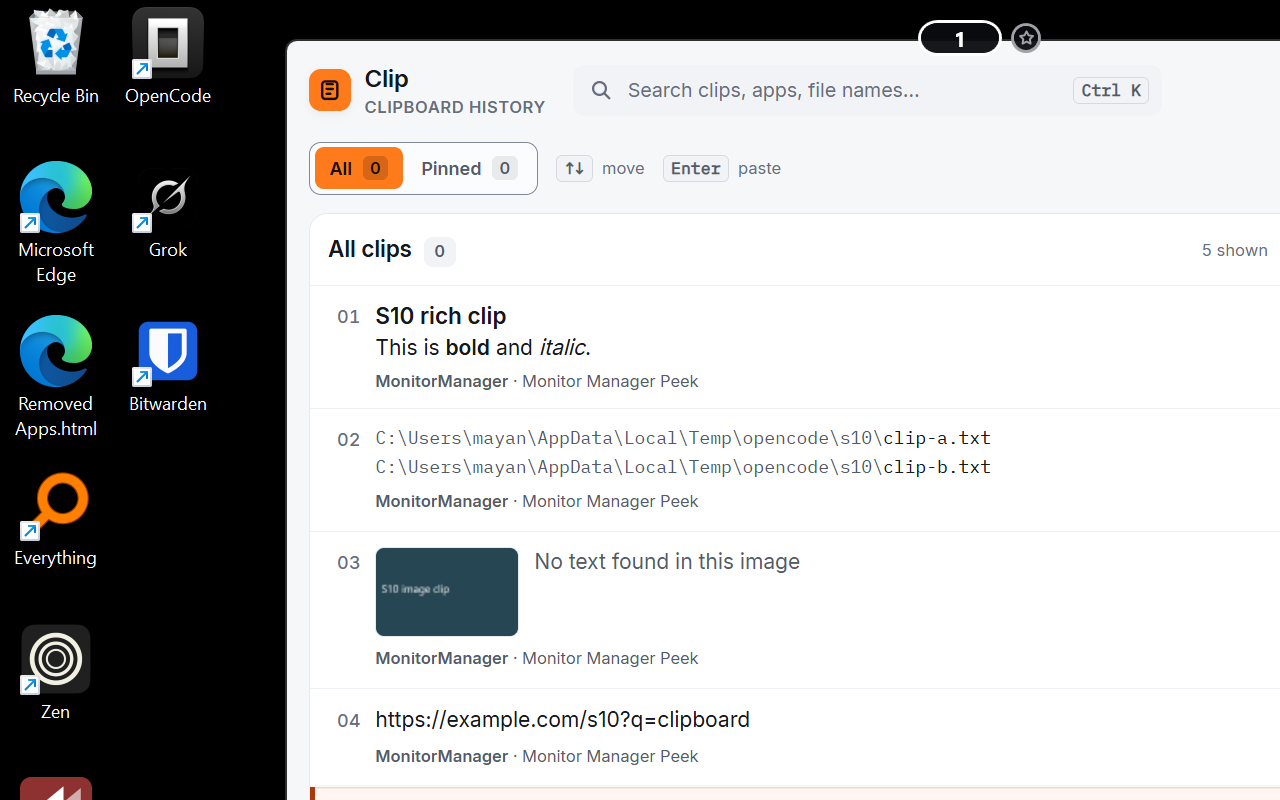 Recycle Bin
OpenCode
Microsoft
Edge
Grok
Removed
Apps.html
Bitwarden
Everything
Zen
1
Clip
CLIPBOARD HISTORY
Search clips, apps, file names...
Ctrl K
All 0
Pinned 0
↑↓ move
Enter paste
All clips 0
5 shown
01 S10 rich clip
This is bold and italic.
MonitorManager · Monitor Manager Peek
02 C:\Users\mayan\AppData\Local\Temp\opencode\s10\clip-a.txt
C:\Users\mayan\AppData\Local\Temp\opencode\s10\clip-b.txt
MonitorManager · Monitor Manager Peek
03 S10 image clip
No text found in this image
MonitorManager · Monitor Manager Peek
04 https://example.com/s10?q=clipboard
MonitorManager · Monitor Manager Peek